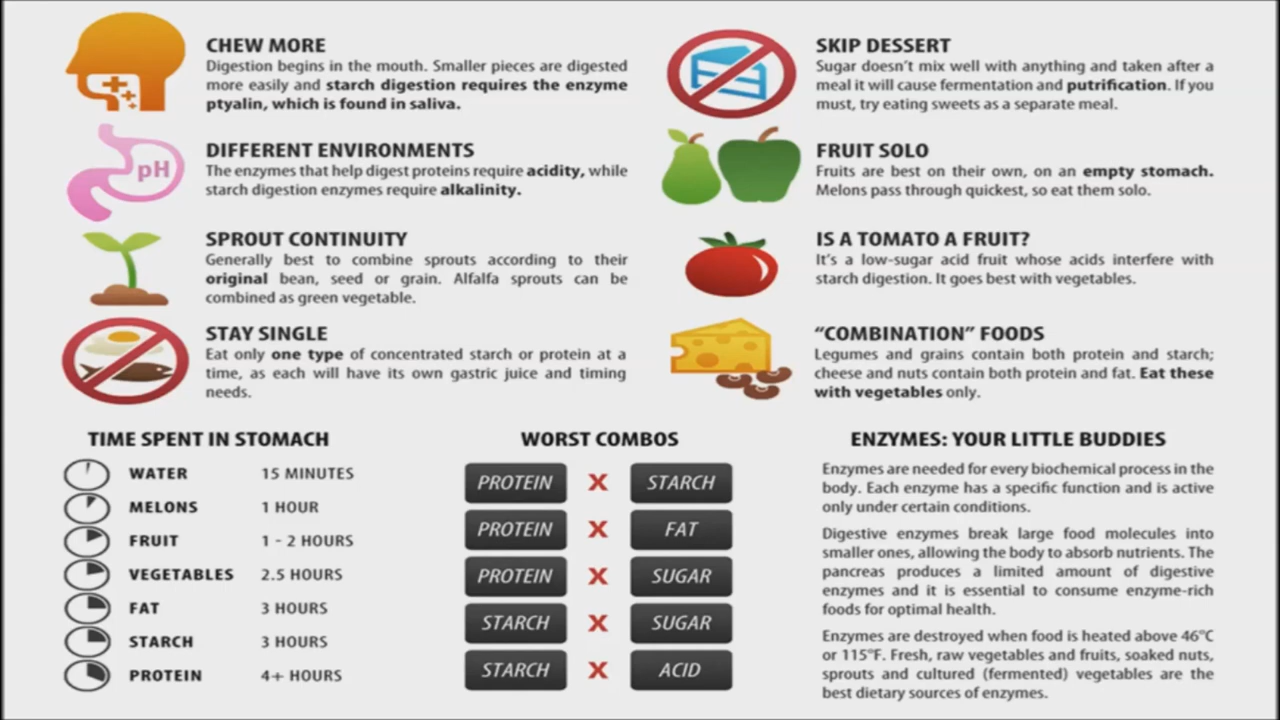 CHEW MORE
Digestion begins in the mouth. Smaller pieces are digested
more easily and starch digestion requires the enzyme
ptyalin, which is found in saliva.
DIFFERENT ENVIRONMENTS
pH
The enzymes that help digest proteins require acidity, while
starch digestion enzymes require alkalinity.
SPROUT CONTINUITY
Generally best to combine sprouts according to their
original bean, seed or grain. Alfalfa sprouts can be
combined as green vegetable.
STAY SINGLE
Eat only one type of concentrated starch or protein at a
time, as each will have its own gastric juice and timing
needs.
SKIP DESSERT
Sugar doesn't mix well with anything and taken after a
meal it will cause fermentation and putrification. If you
must, try eating sweets as a separate meal.
FRUIT SOLO
Fruits are best on their own, on an empty stomach.
Melons pass through quickest, so eat them solo.
IS A TOMATO A FRUIT?
It's a low-sugar acid fruit whose acids interfere with
starch digestion. It goes best with vegetables.
"COMBINATION" FOODS
Legumes and grains contain both protein and starch;
cheese and nuts contain both protein and fat. Eat these
with vegetables only.
TIME SPENT IN STOMACH
WATER 15 MINUTES
MELONS 1 HOUR
FRUIT 1 - 2 HOURS
VEGETABLES 2.5 HOURS
FAT 3 HOURS
STARCH 3 HOURS
PROTEIN 4+ HOURS
WORST COMBOS
PROTEIN X STARCH
PROTEIN X FAT
PROTEIN X SUGAR
STARCH X SUGAR
STARCH X ACID
ENZYMES: YOUR LITTLE BUDDIES
Enzymes are needed for every biochemical process in the
body. Each enzyme has a specific function and is active
only under certain conditions.
Digestive enzymes break large food molecules into
smaller ones, allowing the body to absorb nutrients. The
pancreas produces a limited amount of digestive
enzymes and it is essential to consume enzyme-rich
foods for optimal health.
Enzymes are destroyed when food is heated above 46°C
or 115°F. Fresh, raw vegetables and fruits, soaked nuts,
sprouts and cultured (fermented) vegetables are the
best dietary sources of enzymes.